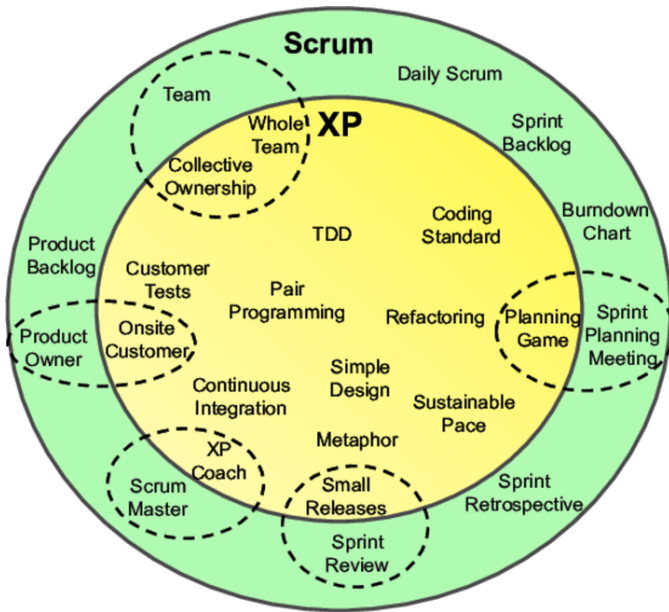 Scrum
Daily Scrum
Team
Sprint
Backlog
Whole
Team
XP
Collective
Ownership
Burndown
Chart
Coding
Standard
TDD
Product
Backlog
Customer
Tests
Pair
Programming
Refactoring
Planning
Game
Sprint
Planning
Meeting
Product
Owner
Onsite
Customer
Simple
Design
Continuous
Integration
Sustainable
Pace
Metaphor
XP
Coach
Scrum
Master
Small
Releases
Sprint
Retrospective
Sprint
Review